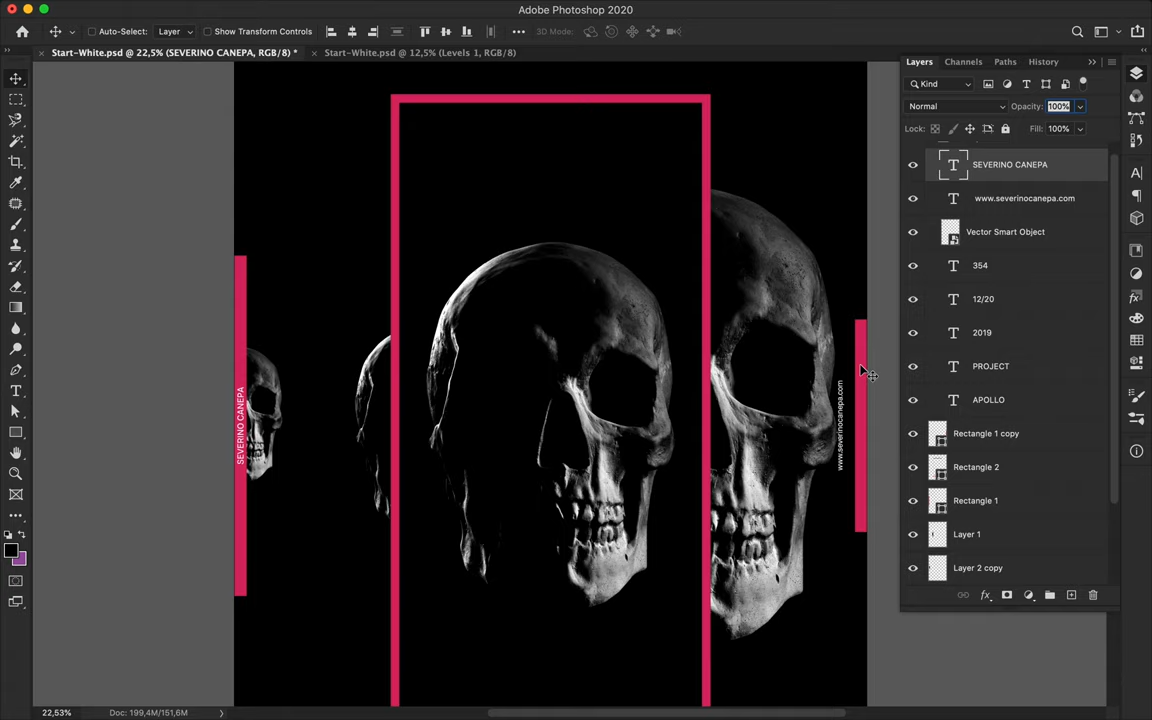 Adobe Photoshop 2020
Auto-Select: Layer Show Transform Controls 3D Mode:
Start-White.psd @ 22,5% (SEVERINO CANEPA, RGB/8) *
Start-White.psd @ 12,5% (Levels 1, RGB/8)
Layers Channels Paths History
Kind
Normal Opacity: 100%
Lock: Fill: 100%
SEVERINO CANEPA
www.severinocanepa.com
Vector Smart Object
354
12/20
2019
PROJECT
APOLLO
Rectangle 1 copy
Rectangle 2
Rectangle 1
Layer 1
Layer 2 copy
SEVERINO CANEPA
www.severinocanepa.com
22,53% Doc: 199,4M/151,6M